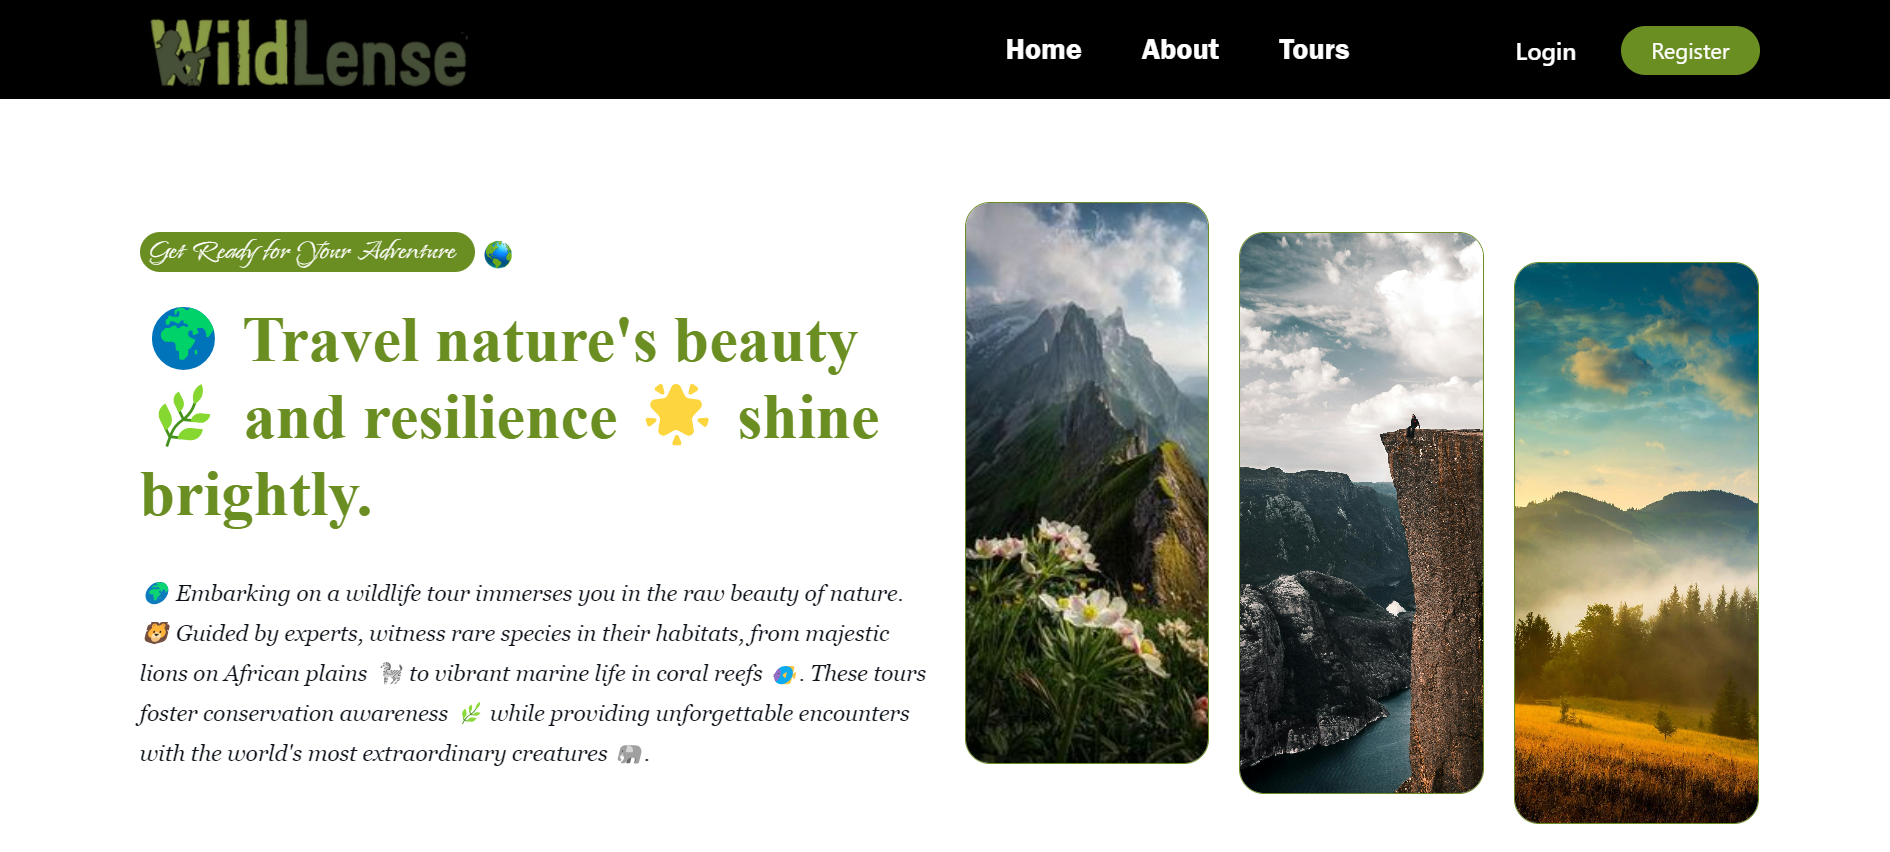 WildLense
Home About Tours Login Register
Get Ready for Your Adventure 🌎
🌍 Travel nature's beauty
🌿 and resilience 🌟 shine
brightly.
🌍 Embarking on a wildlife tour immerses you in the raw beauty of nature.
🦁 Guided by experts, witness rare species in their habitats, from majestic
lions on African plains 🦓 to vibrant marine life in coral reefs 🐠. These tours
foster conservation awareness 🌿 while providing unforgettable encounters
with the world's most extraordinary creatures 🐘.